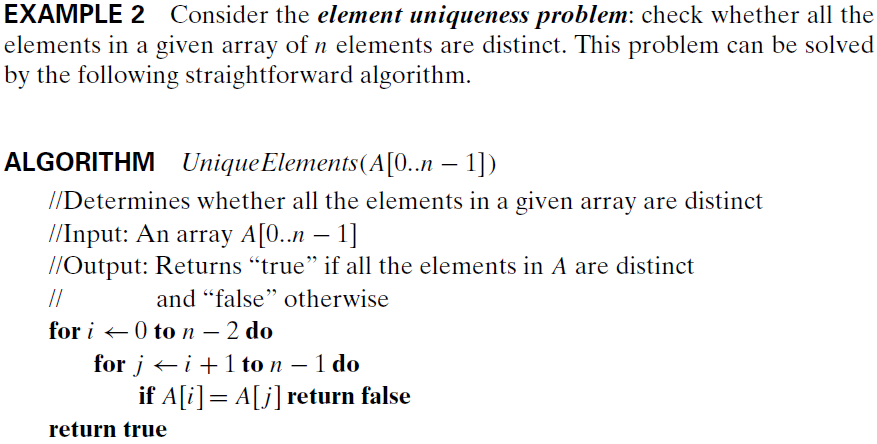 EXAMPLE 2 Consider the element uniqueness problem: check whether all the
elements in a given array of n elements are distinct. This problem can be solved
by the following straightforward algorithm.
ALGORITHM UniqueElements(A[0..n − 1])
//Determines whether all the elements in a given array are distinct
//Input: An array A[0..n − 1]
//Output: Returns “true” if all the elements in A are distinct
// and “false” otherwise
for i ← 0 to n − 2 do
for j ← i + 1 to n − 1 do
if A[i] = A[j] return false
return true